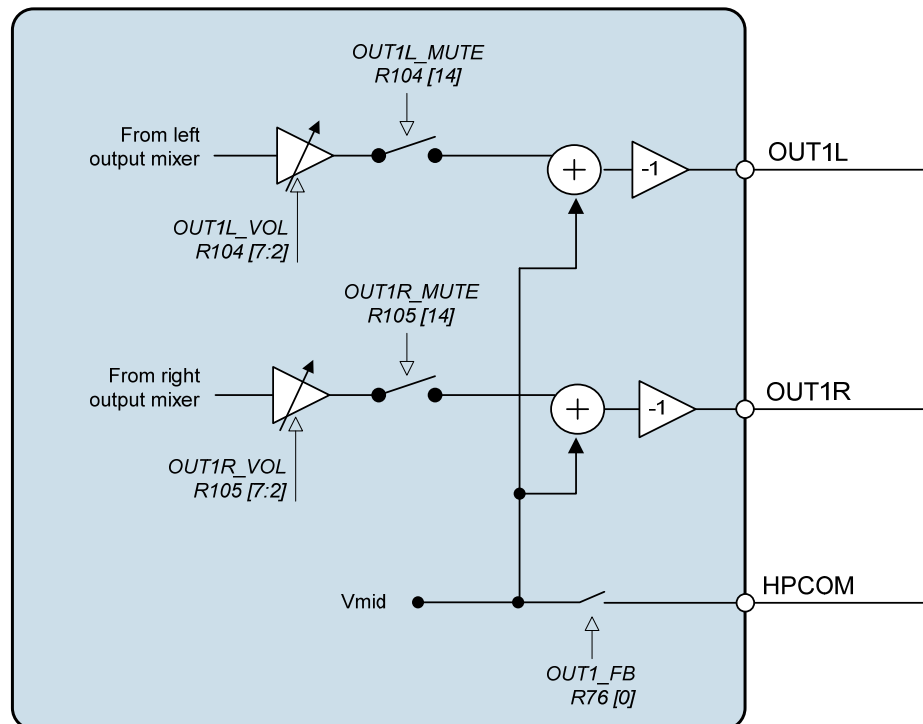 OUT1L_MUTE
R104 [14]
From left
output mixer
+
-1
OUT1L
OUT1L_VOL
R104 [7:2]
OUT1R_MUTE
R105 [14]
From right
output mixer
+
-1
OUT1R
OUT1R_VOL
R105 [7:2]
Vmid
HPCOM
OUT1_FB
R76 [0]